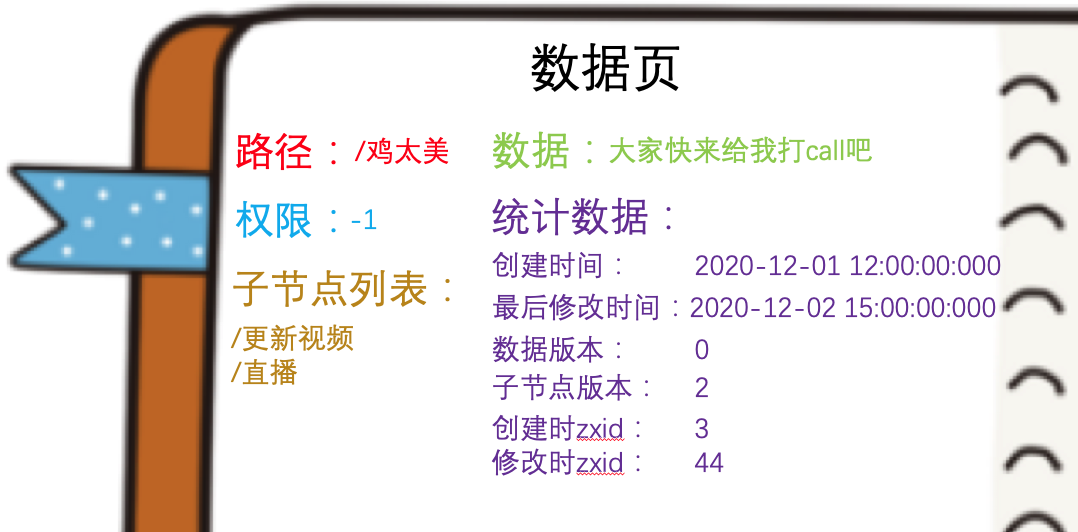 数据页
路径：/鸡太美
权限：-1
子节点列表：
/更新视频
/直播
数据：大家快来给我打call吧
统计数据：
创建时间： 2020-12-01 12:00:00:000
最后修改时间：2020-12-02 15:00:00:000
数据版本： 0
子节点版本： 2
创建时zxid： 3
修改时zxid： 44